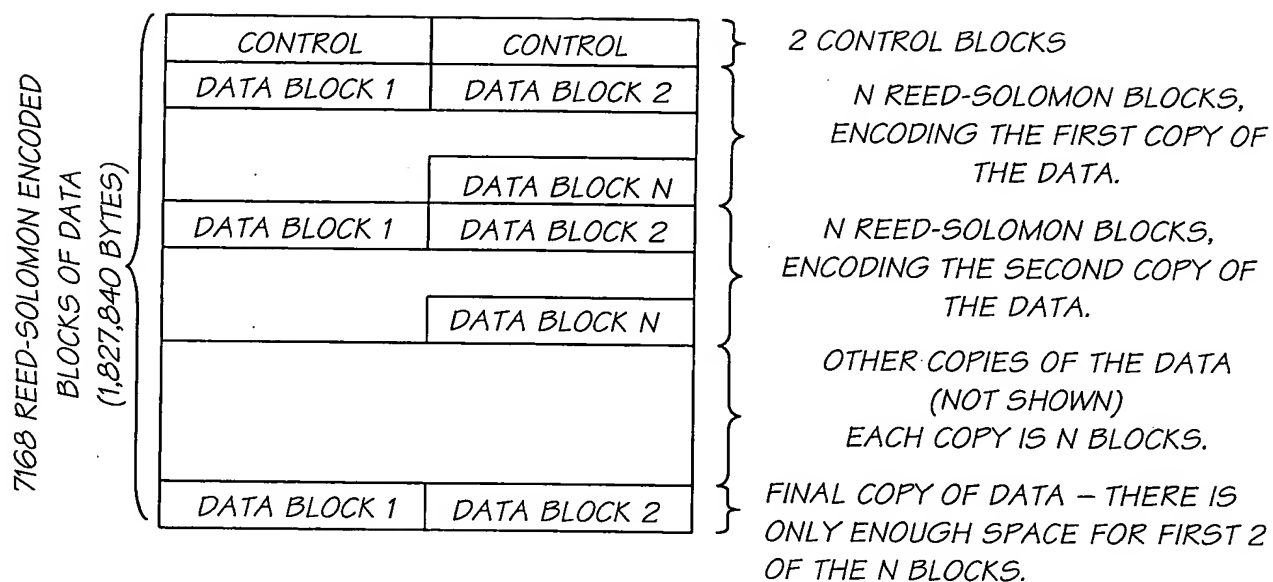 7168 REED-SOLOMON ENCODED
BLOCKS OF DATA
(1,827,840 BYTES)
CONTROL CONTROL
2 CONTROL BLOCKS
DATA BLOCK 1 DATA BLOCK 2
DATA BLOCK N
N REED-SOLOMON BLOCKS,
ENCODING THE FIRST COPY OF
THE DATA.
DATA BLOCK 1 DATA BLOCK 2
DATA BLOCK N
N REED-SOLOMON BLOCKS,
ENCODING THE SECOND COPY OF
THE DATA.
OTHER COPIES OF THE DATA
(NOT SHOWN)
EACH COPY IS N BLOCKS.
DATA BLOCK 1 DATA BLOCK 2
FINAL COPY OF DATA – THERE IS
ONLY ENOUGH SPACE FOR FIRST 2
OF THE N BLOCKS.